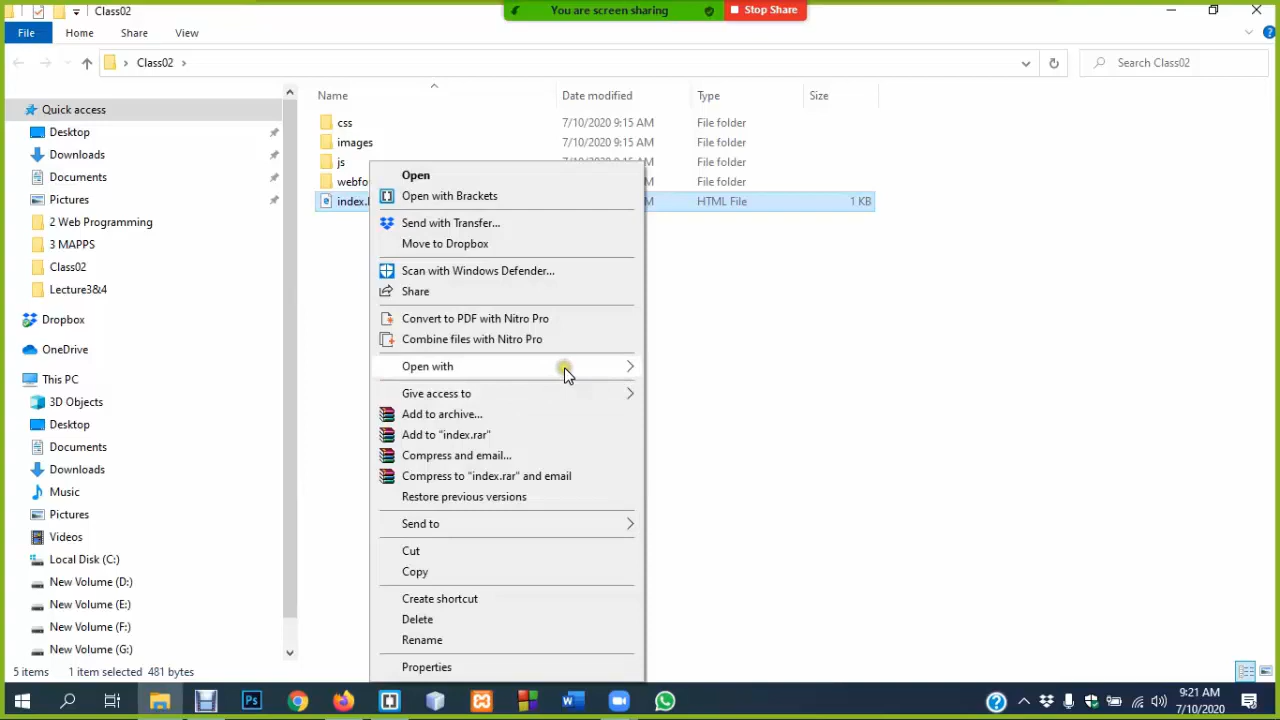 Class02
You are screen sharing
Stop Share
File
Home
Share
View
Class02
Search Class02
Name
Date modified
Type
Size
Quick access
Desktop
Downloads
Documents
Pictures
2 Web Programming
3 MAPPS
Class02
Lecture3&4
Dropbox
OneDrive
This PC
3D Objects
Desktop
Documents
Downloads
Music
Pictures
Videos
Local Disk (C:)
New Volume (D:)
New Volume (E:)
New Volume (F:)
New Volume (G:)
css 7/10/2020 9:15 AM File folder
images 7/10/2020 9:15 AM File folder
js File folder
M File folder
index. M HTML File 1 KB
Open
Open with Brackets
Send with Transfer...
Move to Dropbox
Scan with Windows Defender...
Share
Convert to PDF with Nitro Pro
Combine files with Nitro Pro
Open with
Give access to
Add to archive...
Add to "index.rar"
Compress and email...
Compress to "index.rar" and email
Restore previous versions
Send to
Cut
Copy
Create shortcut
Delete
Rename
Properties
5 items 1 item selected 481 bytes
9:21 AM
7/10/2020